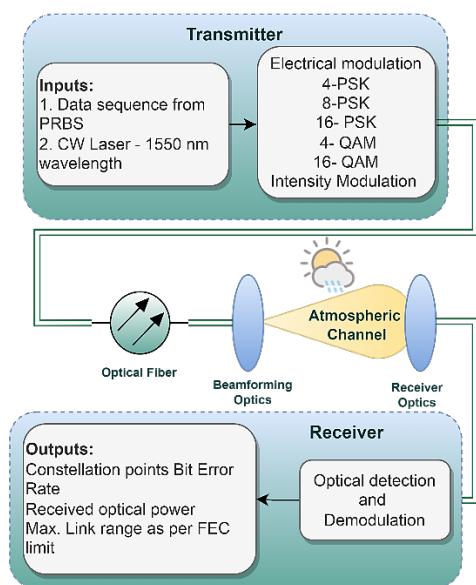 Transmitter
Inputs:
1. Data sequence from
PRBS
2. CW Laser - 1550 nm
wavelength
Electrical modulation
4-PSK
8-PSK
16- PSK
4- QAM
16- QAM
Intensity Modulation
Optical Fiber
Beamforming
Optics
Atmospheric
Channel
Receiver
Optics
Receiver
Outputs:
Constellation points Bit Error
Rate
Received optical power
Max. Link range as per FEC
limit
Optical detection
and
Demodulation